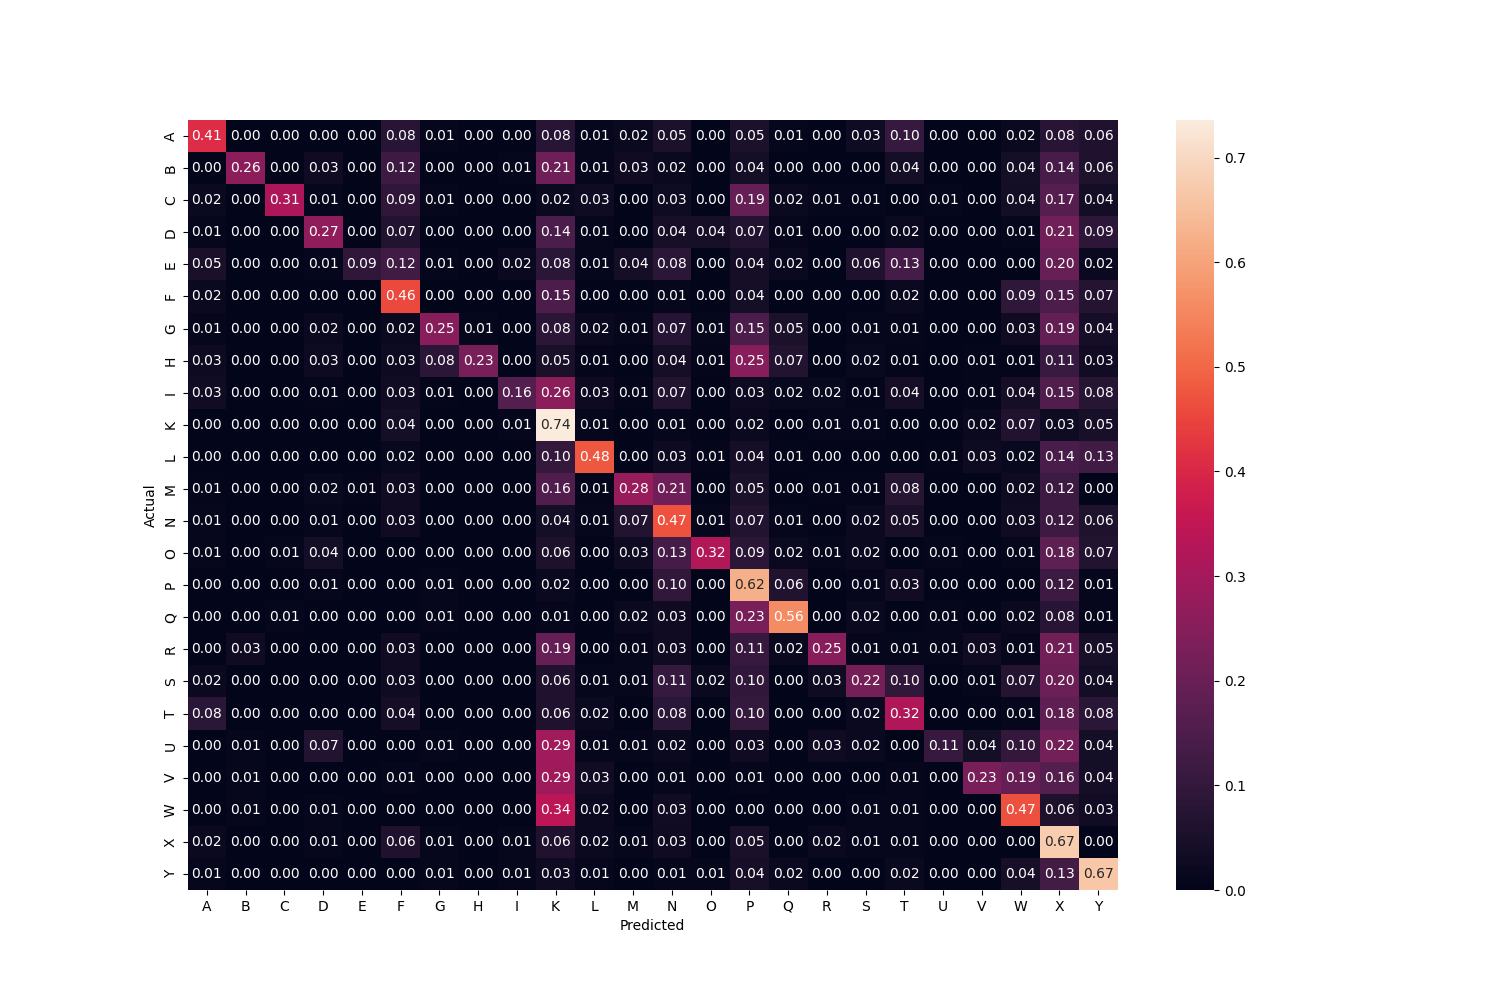 A 0.41 0.00 0.00 0.00 0.00 0.08 0.01 0.00 0.00 0.08 0.01 0.02 0.05 0.00 0.05 0.01 0.00 0.03 0.10 0.00 0.00 0.02 0.08 0.06
B 0.00 0.26 0.00 0.03 0.00 0.12 0.00 0.00 0.01 0.21 0.01 0.03 0.02 0.00 0.04 0.00 0.00 0.00 0.04 0.00 0.00 0.04 0.14 0.06
C 0.02 0.00 0.31 0.01 0.00 0.09 0.01 0.00 0.00 0.02 0.03 0.00 0.03 0.00 0.19 0.02 0.01 0.01 0.00 0.01 0.00 0.04 0.17 0.04
D 0.01 0.00 0.00 0.27 0.00 0.07 0.00 0.00 0.00 0.14 0.01 0.00 0.04 0.04 0.07 0.01 0.00 0.00 0.02 0.00 0.00 0.01 0.21 0.09
E 0.05 0.00 0.00 0.01 0.09 0.12 0.01 0.00 0.02 0.08 0.01 0.04 0.08 0.00 0.04 0.02 0.00 0.06 0.13 0.00 0.00 0.00 0.20 0.02
F 0.02 0.00 0.00 0.00 0.00 0.46 0.00 0.00 0.00 0.15 0.00 0.00 0.01 0.00 0.04 0.00 0.00 0.00 0.02 0.00 0.00 0.09 0.15 0.07
G 0.01 0.00 0.00 0.02 0.00 0.02 0.25 0.01 0.00 0.08 0.02 0.01 0.07 0.01 0.15 0.05 0.00 0.01 0.01 0.00 0.00 0.03 0.19 0.04
H 0.03 0.00 0.00 0.03 0.00 0.03 0.08 0.23 0.00 0.05 0.01 0.00 0.04 0.01 0.25 0.07 0.00 0.02 0.01 0.00 0.01 0.01 0.11 0.03
I 0.03 0.00 0.00 0.01 0.00 0.03 0.01 0.00 0.16 0.26 0.03 0.01 0.07 0.00 0.03 0.02 0.02 0.01 0.04 0.00 0.01 0.04 0.15 0.08
K 0.00 0.00 0.00 0.00 0.00 0.04 0.00 0.00 0.01 0.74 0.01 0.00 0.01 0.00 0.02 0.00 0.01 0.01 0.00 0.00 0.02 0.07 0.03 0.05
L 0.00 0.00 0.00 0.00 0.00 0.02 0.00 0.00 0.00 0.10 0.48 0.00 0.03 0.01 0.04 0.01 0.00 0.00 0.00 0.01 0.03 0.02 0.14 0.13
M 0.01 0.00 0.00 0.02 0.01 0.03 0.00 0.00 0.00 0.16 0.01 0.28 0.21 0.00 0.05 0.00 0.01 0.01 0.08 0.00 0.00 0.02 0.12 0.00
N 0.01 0.00 0.00 0.01 0.00 0.03 0.00 0.00 0.00 0.04 0.01 0.07 0.47 0.01 0.07 0.01 0.00 0.02 0.05 0.00 0.00 0.03 0.12 0.06
O 0.01 0.00 0.01 0.04 0.00 0.00 0.00 0.00 0.00 0.06 0.00 0.03 0.13 0.32 0.09 0.02 0.01 0.02 0.00 0.01 0.00 0.01 0.18 0.07
P 0.00 0.00 0.00 0.01 0.00 0.00 0.01 0.00 0.00 0.02 0.00 0.00 0.10 0.00 0.62 0.06 0.00 0.01 0.03 0.00 0.00 0.00 0.12 0.01
Q 0.00 0.00 0.01 0.00 0.00 0.00 0.01 0.00 0.00 0.01 0.00 0.02 0.03 0.00 0.23 0.56 0.00 0.02 0.00 0.01 0.00 0.02 0.08 0.01
R 0.00 0.03 0.00 0.00 0.00 0.03 0.00 0.00 0.00 0.19 0.00 0.01 0.03 0.00 0.11 0.02 0.25 0.01 0.01 0.01 0.03 0.01 0.21 0.05
S 0.02 0.00 0.00 0.00 0.00 0.03 0.00 0.00 0.00 0.06 0.01 0.01 0.11 0.02 0.10 0.00 0.03 0.22 0.10 0.00 0.01 0.07 0.20 0.04
T 0.08 0.00 0.00 0.00 0.00 0.04 0.00 0.00 0.00 0.06 0.02 0.00 0.08 0.00 0.10 0.00 0.00 0.02 0.32 0.00 0.00 0.01 0.18 0.08
U 0.00 0.01 0.00 0.07 0.00 0.00 0.01 0.00 0.00 0.29 0.01 0.01 0.02 0.00 0.03 0.00 0.03 0.02 0.00 0.11 0.04 0.10 0.22 0.04
V 0.00 0.01 0.00 0.00 0.00 0.01 0.00 0.00 0.00 0.29 0.03 0.00 0.01 0.00 0.01 0.00 0.00 0.00 0.01 0.00 0.23 0.19 0.16 0.04
W 0.00 0.01 0.00 0.00 0.00 0.00 0.00 0.00 0.00 0.34 0.02 0.00 0.03 0.00 0.00 0.00 0.00 0.01 0.01 0.00 0.00 0.47 0.06 0.03
X 0.02 0.00 0.00 0.01 0.00 0.06 0.01 0.00 0.01 0.06 0.02 0.01 0.03 0.00 0.05 0.00 0.02 0.01 0.01 0.00 0.00 0.00 0.67 0.00
Y 0.01 0.00 0.00 0.00 0.00 0.01 0.00 0.00 0.01 0.03 0.00 0.00 0.01 0.01 0.04 0.02 0.00 0.00 0.02 0.00 0.00 0.04 0.13 0.67
A B C D E F G H I K L M N O P Q R S T U V W X Y
Predicted
Actual
0.7
0.6
0.5
0.4
0.3
0.2
0.1
0.0